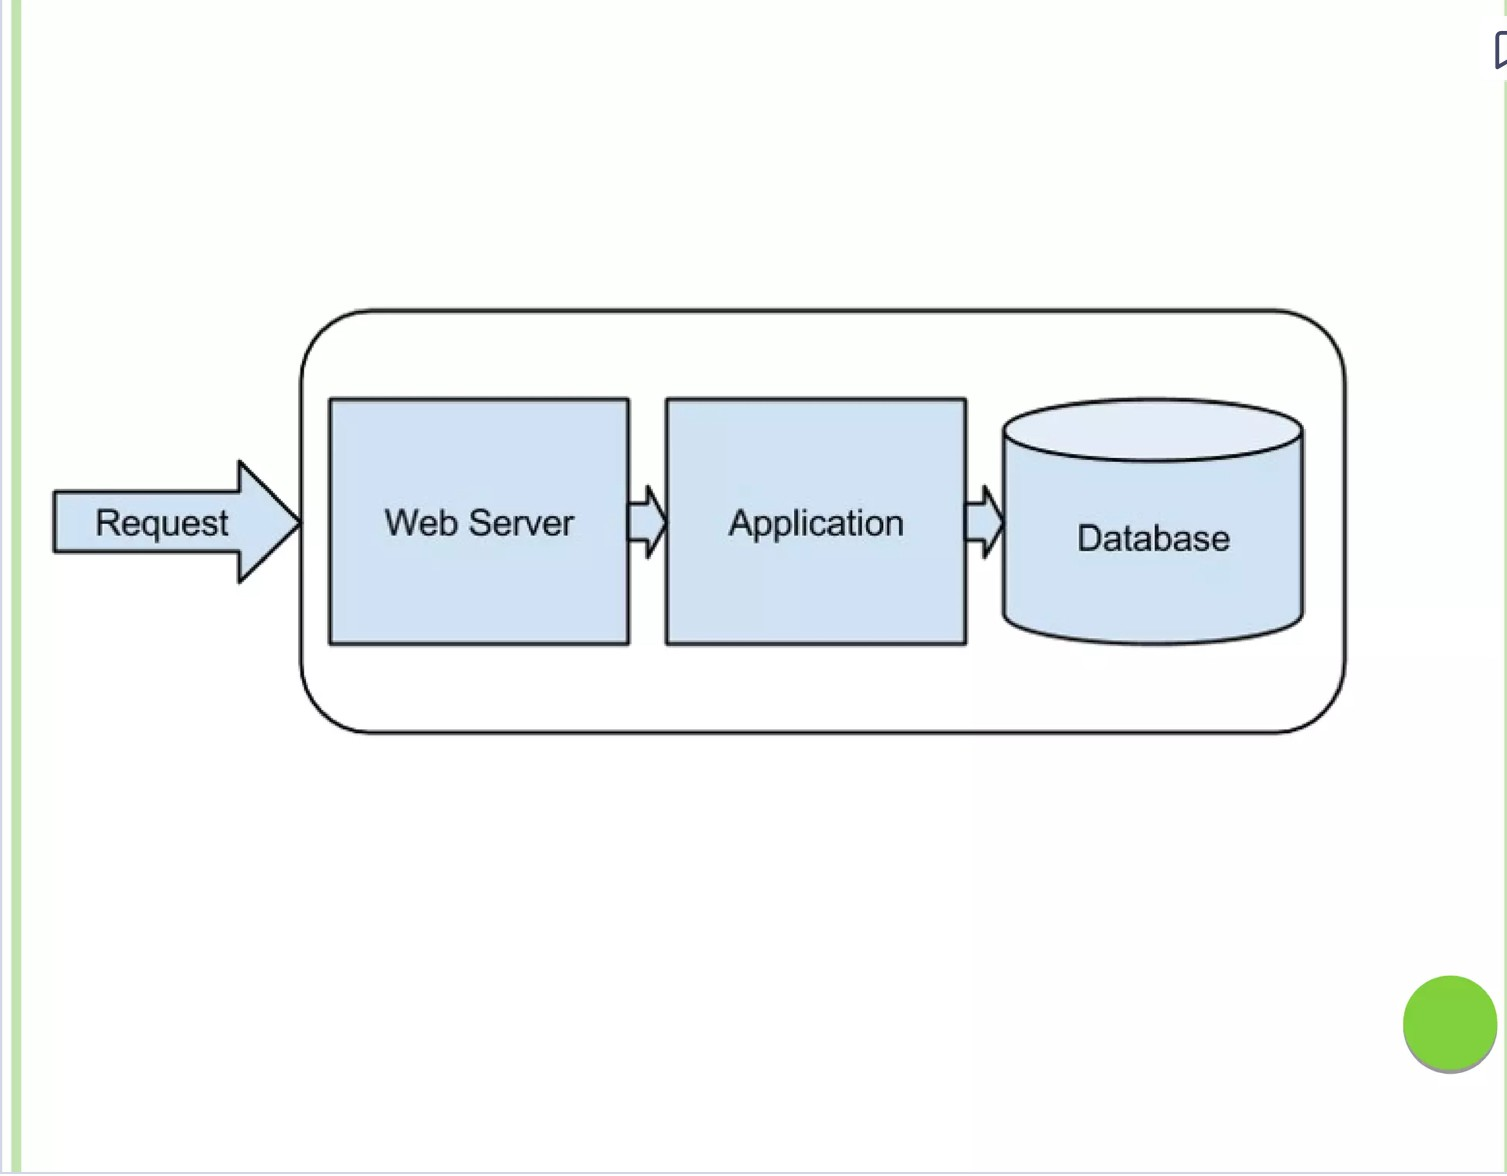 Request
Web Server
Application
Database